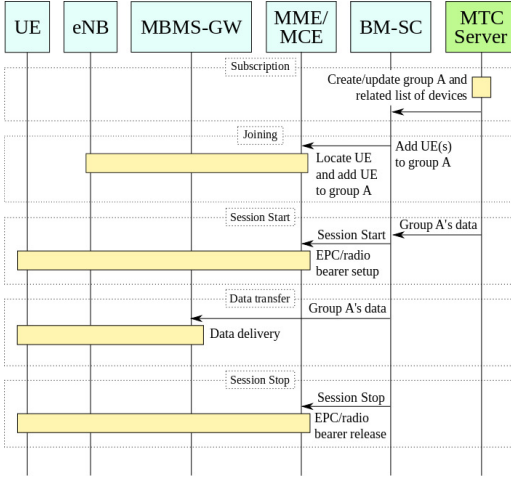 UE
eNB
MBMS-GW
MME/
MCE
BM-SC
MTC
Server
Subscription
Create/update group A and
related list of devices
Joining
Add UE(s)
to group A
Locate UE
and add UE
to group A
Session Start
Group A's data
Session Start
EPC/radio
bearer setup
Data transfer
Group A's data
Data delivery
Session Stop
Session Stop
EPC/radio
bearer release